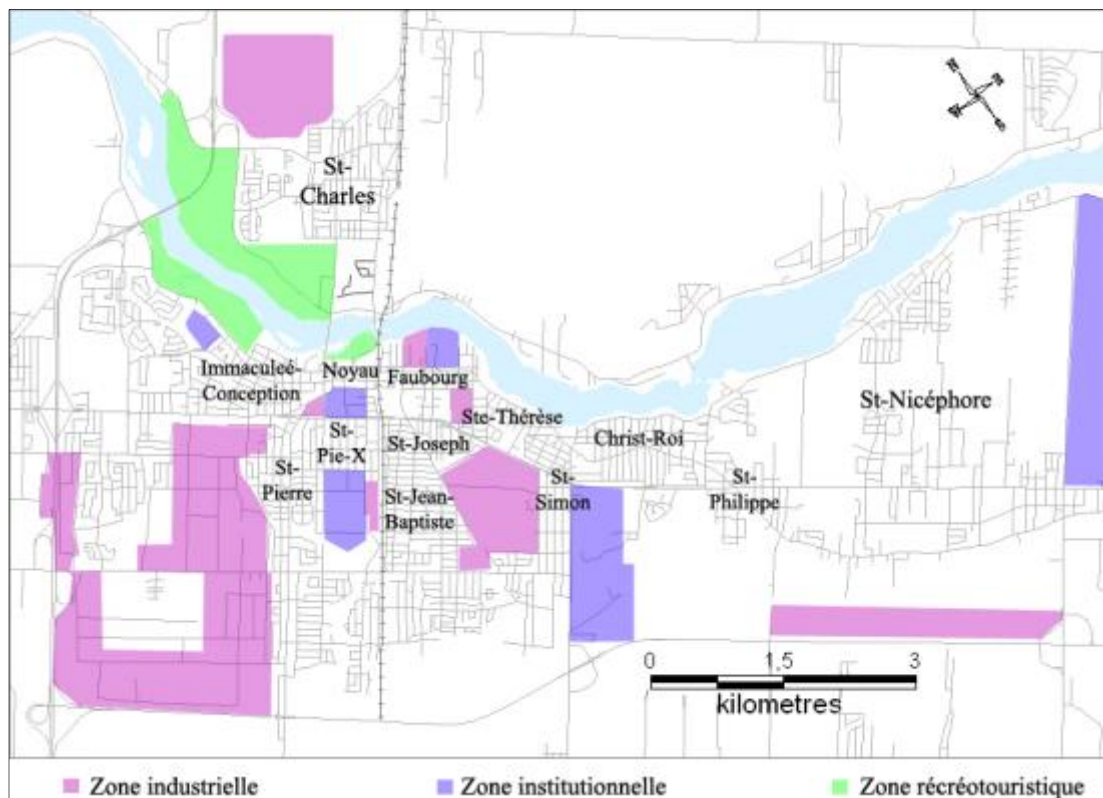 St-
Charles
Immaculeé-
Conception
Noyau
Faubourg
Ste-Thérèse
St-Nicéphore
St-
Pie-X
St-Joseph
Christ-Roi
St-
Pierre
St-Jean-
Baptiste
St-
Simon
St-
Philippe
0 1,5 3
kilometres
Zone industrielle
Zone institutionnelle
Zone récréotouristique